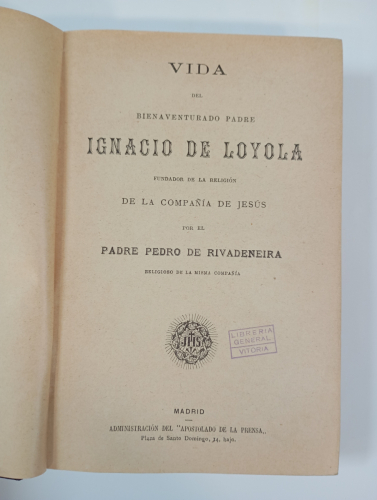 VIDA
DEL
BIENAVENTURADO PADRE
IGNACIO DE LOYOLA
FUNDADOR DE LA RELIGIÓN
DE LA COMPAÑÍA DE JESÚS
POR EL
PADRE PEDRO DE RIVADENEIRA
RELIGIOSO DE LA MISMA COMPAÑÍA
JHS
LIBRERIA
GENERAL
VITORIA
MADRID
ADMINISTRACIÓN DEL "APOSTOLADO DE LA PRENSA„
Plaza de Santo Domingo, 14, bajo.